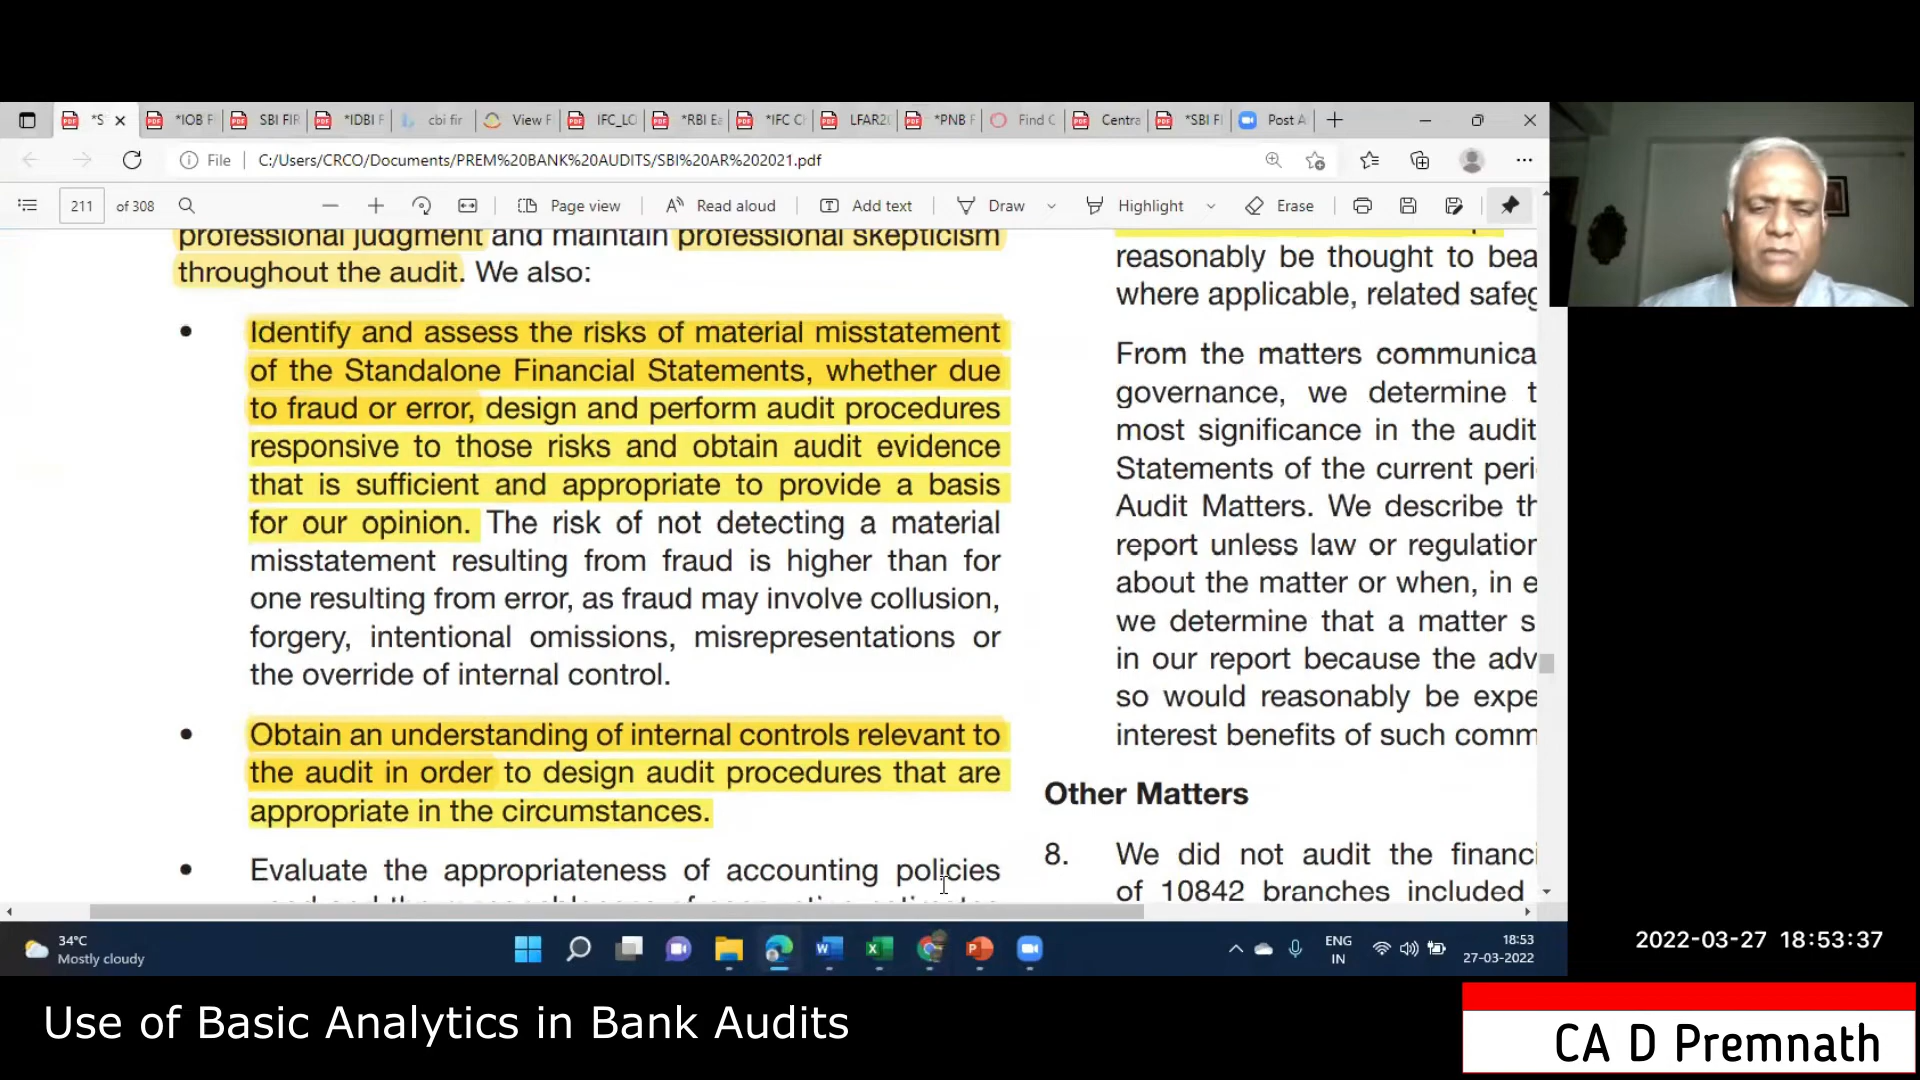 *S
*IOB F
SBI FIR
*IDBI F
cbi fir
View F
IFC_LC
*RBI Ea
*IFC C
LFAR20
*PNB F
Find C
Centra
*SBI FI
Post A
File
C:/Users/CRCO/Documents/PREM%20BANK%20AUDITS/SBI%20AR%202021.pdf
211 of 308
Page view
Read aloud
Add text
Draw
Highlight
Erase
professional judgment and maintain professional skepticism
throughout the audit. We also:
• Identify and assess the risks of material misstatement
of the Standalone Financial Statements, whether due
to fraud or error, design and perform audit procedures
responsive to those risks and obtain audit evidence
that is sufficient and appropriate to provide a basis
for our opinion. The risk of not detecting a material
misstatement resulting from fraud is higher than for
one resulting from error, as fraud may involve collusion,
forgery, intentional omissions, misrepresentations or
the override of internal control.
• Obtain an understanding of internal controls relevant to
the audit in order to design audit procedures that are
appropriate in the circumstances.
• Evaluate the appropriateness of accounting policies
reasonably be thought to bea
where applicable, related safeg
From the matters communica
governance, we determine t
most significance in the audit
Statements of the current peri
Audit Matters. We describe th
report unless law or regulation
about the matter or when, in e
we determine that a matter s
in our report because the adv
so would reasonably be expe
interest benefits of such comm
Other Matters
8. We did not audit the financi
of 10842 branches included
34°C
Mostly cloudy
ENG
IN
18:53
27-03-2022
2022-03-27 18:53:37
Use of Basic Analytics in Bank Audits
CA D Premnath